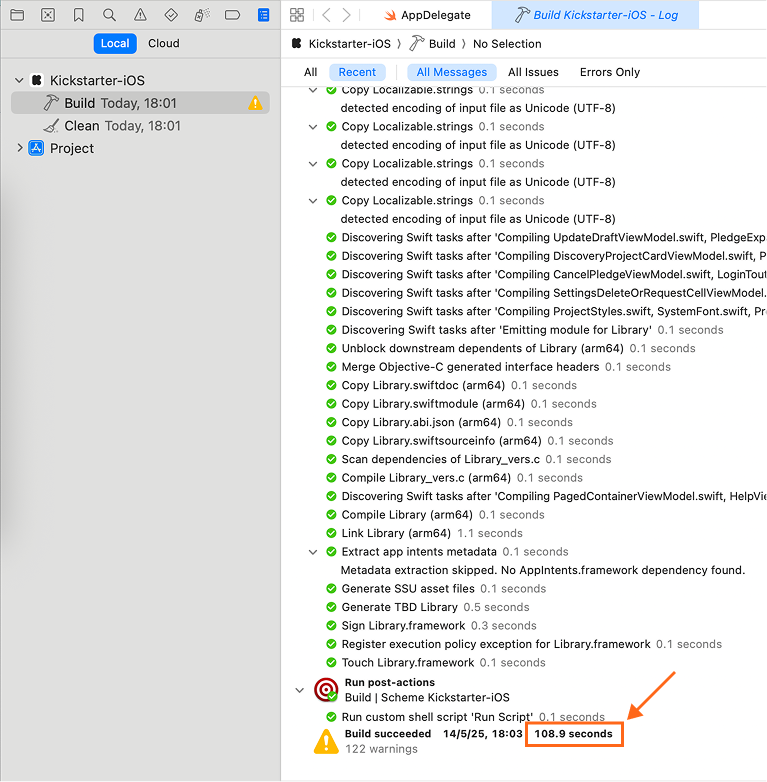 AppDelegate
Build Kickstarter-iOS - Log
Local
Cloud
Kickstarter-iOS
Build
No Selection
All
Recent
All Messages
All Issues
Errors Only
Kickstarter-iOS
Build Today, 18:01
Clean Today, 18:01
Project
Copy Localizable.strings 0.1 seconds
detected encoding of input file as Unicode (UTF-8)
Copy Localizable.strings 0.1 seconds
detected encoding of input file as Unicode (UTF-8)
Copy Localizable.strings 0.1 seconds
detected encoding of input file as Unicode (UTF-8)
Copy Localizable.strings 0.1 seconds
detected encoding of input file as Unicode (UTF-8)
Discovering Swift tasks after 'Compiling UpdateDraftViewModel.swift, PledgeExp
Discovering Swift tasks after 'Compiling DiscoveryProjectCardViewModel.swift, P
Discovering Swift tasks after 'Compiling CancelPledgeViewModel.swift, LoginTout
Discovering Swift tasks after 'Compiling SettingsDeleteOrRequestCellViewModel.
Discovering Swift tasks after 'Compiling ProjectStyles.swift, SystemFont.swift, Pr
Discovering Swift tasks after 'Emitting module for Library' 0.1 seconds
Unblock downstream dependents of Library (arm64) 0.1 seconds
Merge Objective-C generated interface headers 0.1 seconds
Copy Library.swiftdoc (arm64) 0.1 seconds
Copy Library.swiftmodule (arm64) 0.1 seconds
Copy Library.abi.json (arm64) 0.1 seconds
Copy Library.swiftsourceinfo (arm64) 0.1 seconds
Scan dependencies of Library_vers.c 0.1 seconds
Compile Library_vers.c (arm64) 0.1 seconds
Discovering Swift tasks after 'Compiling PagedContainerViewModel.swift, HelpVi
Compile Library (arm64) 0.1 seconds
Link Library (arm64) 1.1 seconds
Extract app intents metadata 0.1 seconds
Metadata extraction skipped. No AppIntents.framework dependency found.
Generate SSU asset files 0.1 seconds
Generate TBD Library 0.5 seconds
Sign Library.framework 0.3 seconds
Register execution policy exception for Library.framework 0.1 seconds
Touch Library.framework 0.1 seconds
Run post-actions
Build | Scheme Kickstarter-iOS
Run custom shell script 'Run Script' 0.1 seconds
Build succeeded 14/5/25, 18:03 108.9 seconds
122 warnings